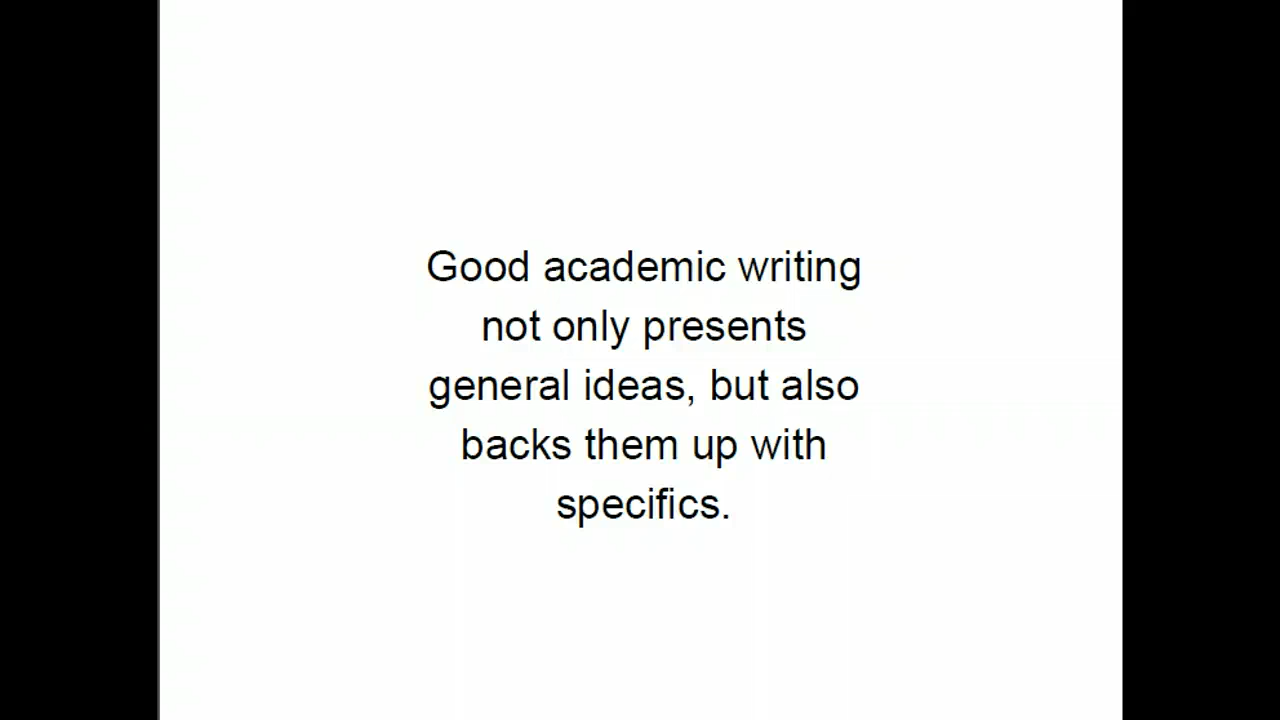 Good academic writing
not only presents
general ideas, but also
backs them up with
specifics.